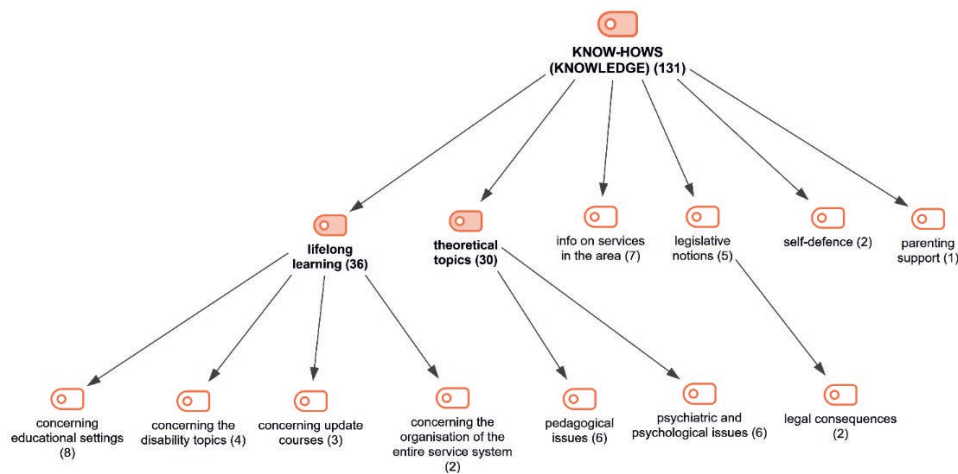 KNOW-HOWS
(KNOWLEDGE) (131)
lifelong
learning (36)
theoretical
topics (30)
info on services
in the area (7)
legislative
notions (5)
self-defence (2)
parenting
support (1)
concerning
educational settings
(8)
concerning the
disability topics (4)
concerning update
courses (3)
concerning the
organisation of the
entire service system
(2)
pedagogical
issues (6)
psychiatric and
psychological issues (6)
legal consequences
(2)